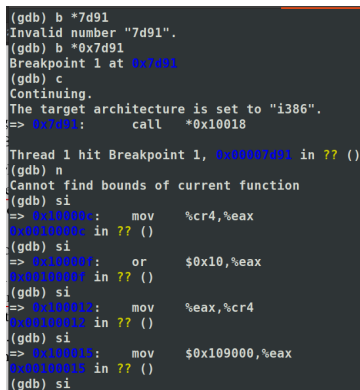 (gdb) b *7d91
Invalid number "7d91".
(gdb) b *0x7d91
Breakpoint 1 at 0x7d91
(gdb) c
Continuing.
The target architecture is set to "i386".
=> 0x7d91: call *0x10018

Thread 1 hit Breakpoint 1, 0x00007d91 in ?? ()
(gdb) n
Cannot find bounds of current function
(gdb) si
=> 0x10000c: mov %cr4,%eax
0x0010000c in ?? ()
(gdb) si
=> 0x10000f: or $0x10,%eax
0x0010000f in ?? ()
(gdb) si
=> 0x100012: mov %eax,%cr4
0x00100012 in ?? ()
(gdb) si
=> 0x100015: mov $0x109000,%eax
0x00100015 in ?? ()
(gdb) si